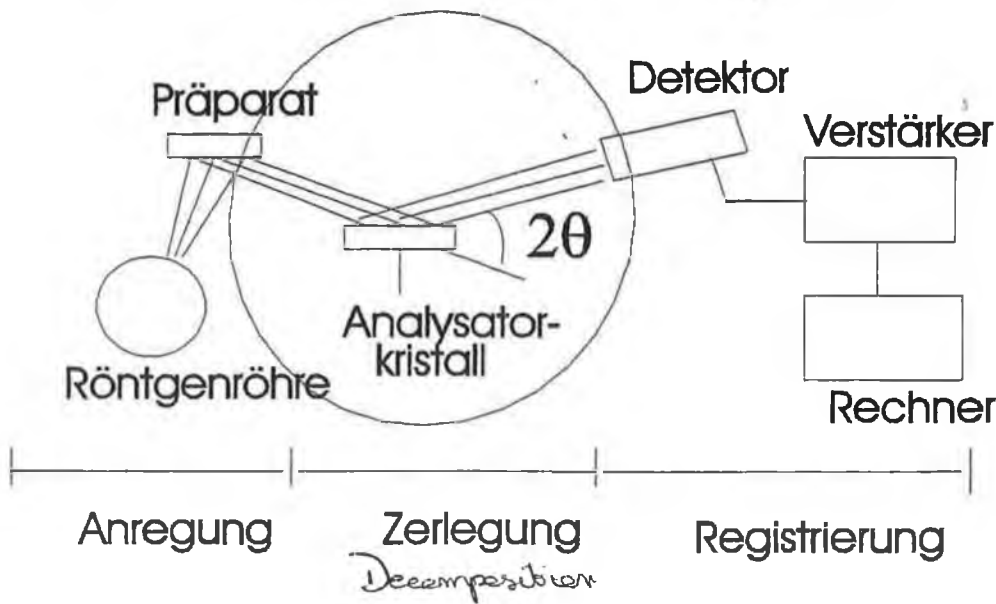 Präparat
Detektor
Verstärker
2θ
Analysator-
kristall
Röntgenröhre
Rechner
Anregung
Zerlegung
Registrierung
Decomposition